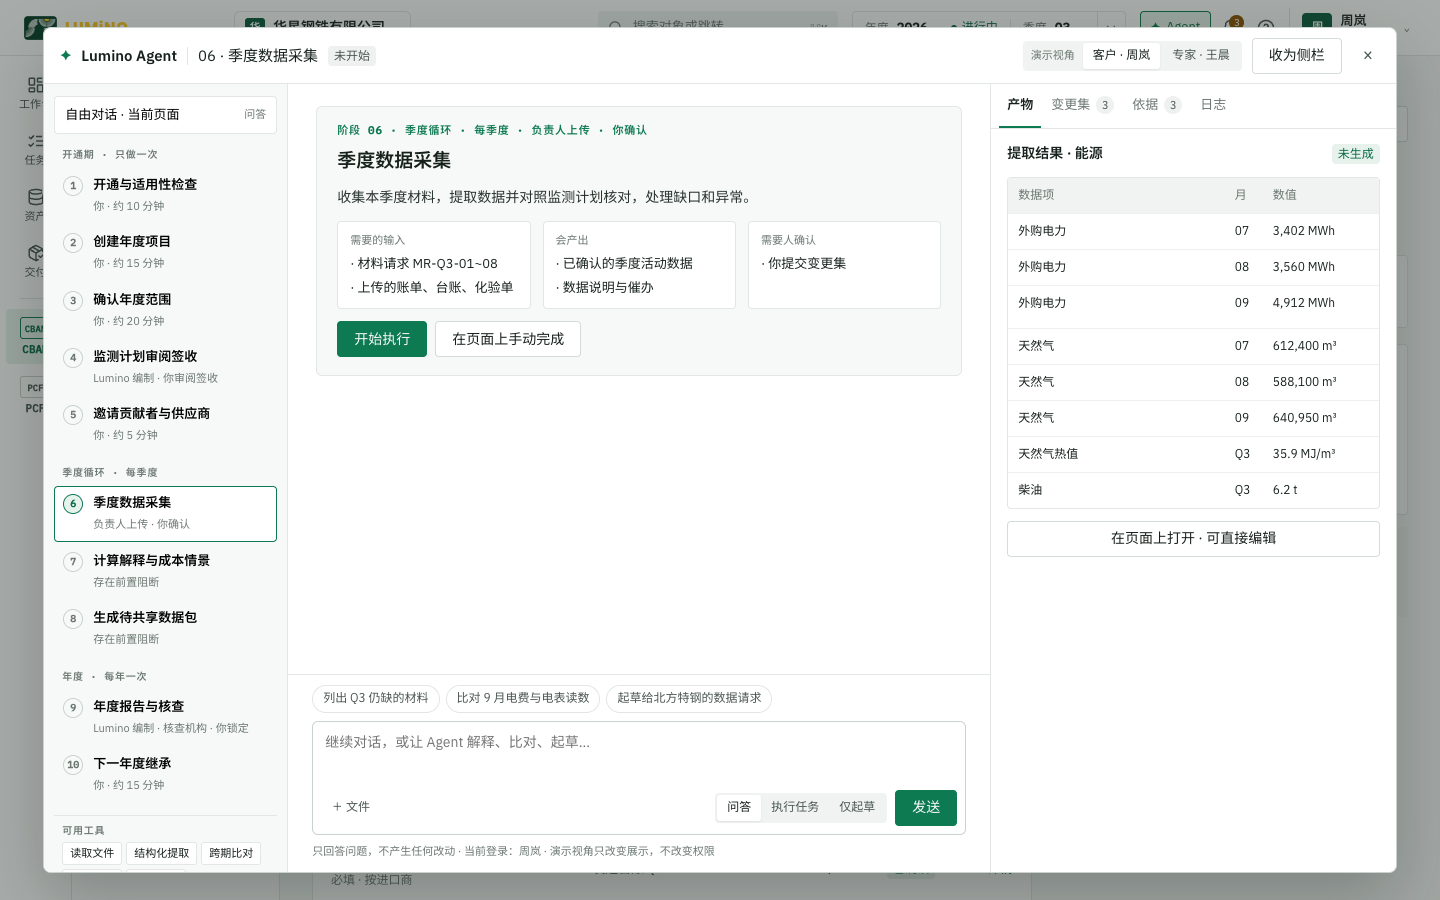 Lumino Agent
06 · 季度数据采集
未开始
演示视角
客户 · 周岚
专家 · 王晨
收为侧栏
×
自由对话 · 当前页面
问答
开通期 · 只做一次
1
开通与适用性检查
你 · 约 10 分钟
2
创建年度项目
你 · 约 15 分钟
3
确认年度范围
你 · 约 20 分钟
4
监测计划审阅签收
Lumino 编制 · 你审阅签收
5
邀请贡献者与供应商
你 · 约 5 分钟
季度循环 · 每季度
6
季度数据采集
负责人上传 · 你确认
7
计算解释与成本情景
存在前置阻断
8
生成待共享数据包
存在前置阻断
年度 · 每年一次
9
年度报告与核查
Lumino 编制 · 核查机构 · 你锁定
10
下一年度继承
你 · 约 15 分钟
可用工具
读取文件
结构化提取
跨期比对
阶段 06 · 季度循环 · 每季度 · 负责人上传 · 你确认
季度数据采集
收集本季度材料，提取数据并对照监测计划核对，处理缺口和异常。
需要的输入
· 材料请求 MR-Q3-01~08
· 上传的账单、台账、化验单
会产出
· 已确认的季度活动数据
· 数据说明与催办
需要人确认
· 你提交变更集
开始执行
在页面上手动完成
列出 Q3 仍缺的材料
比对 9 月电费与电表读数
起草给北方特钢的数据请求
继续对话，或让 Agent 解释、比对、起草...
+ 文件
问答
执行任务
仅起草
发送
只回答问题，不产生任何改动 · 当前登录：周岚 · 演示视角只改变展示，不改变权限
产物
变更集 3
依据 3
日志
提取结果 · 能源
未生成
数据项 月 数值
外购电力 07 3,402 MWh
外购电力 08 3,560 MWh
外购电力 09 4,912 MWh
天然气 07 612,400 m³
天然气 08 588,100 m³
天然气 09 640,950 m³
天然气热值 Q3 35.9 MJ/m³
柴油 Q3 6.2 t
在页面上打开 · 可直接编辑
周岚
必填 · 按进口商